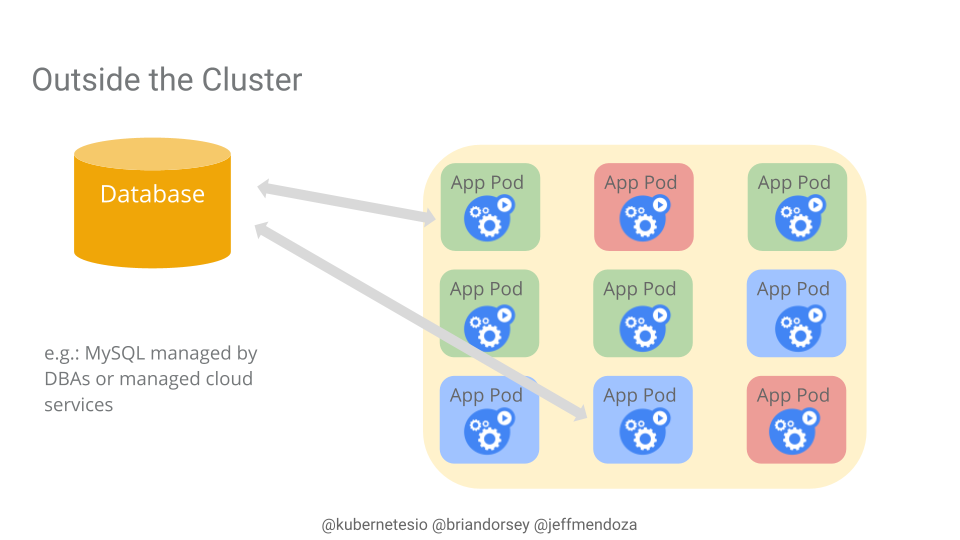 Outside the Cluster
Database
App Pod
App Pod
App Pod
App Pod
App Pod
App Pod
App Pod
App Pod
App Pod
e.g.: MySQL managed by
DBAs or managed cloud
services
@kubernetesio @briandorsey @jeffmendoza